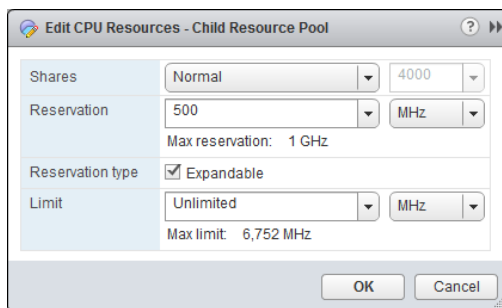 Edit CPU Resources - Child Resource Pool ?
Shares Normal 4000
Reservation 500 MHz
Max reservation: 1 GHz
Reservation type Expandable
Limit Unlimited MHz
Max limit: 6,752 MHz
OK Cancel